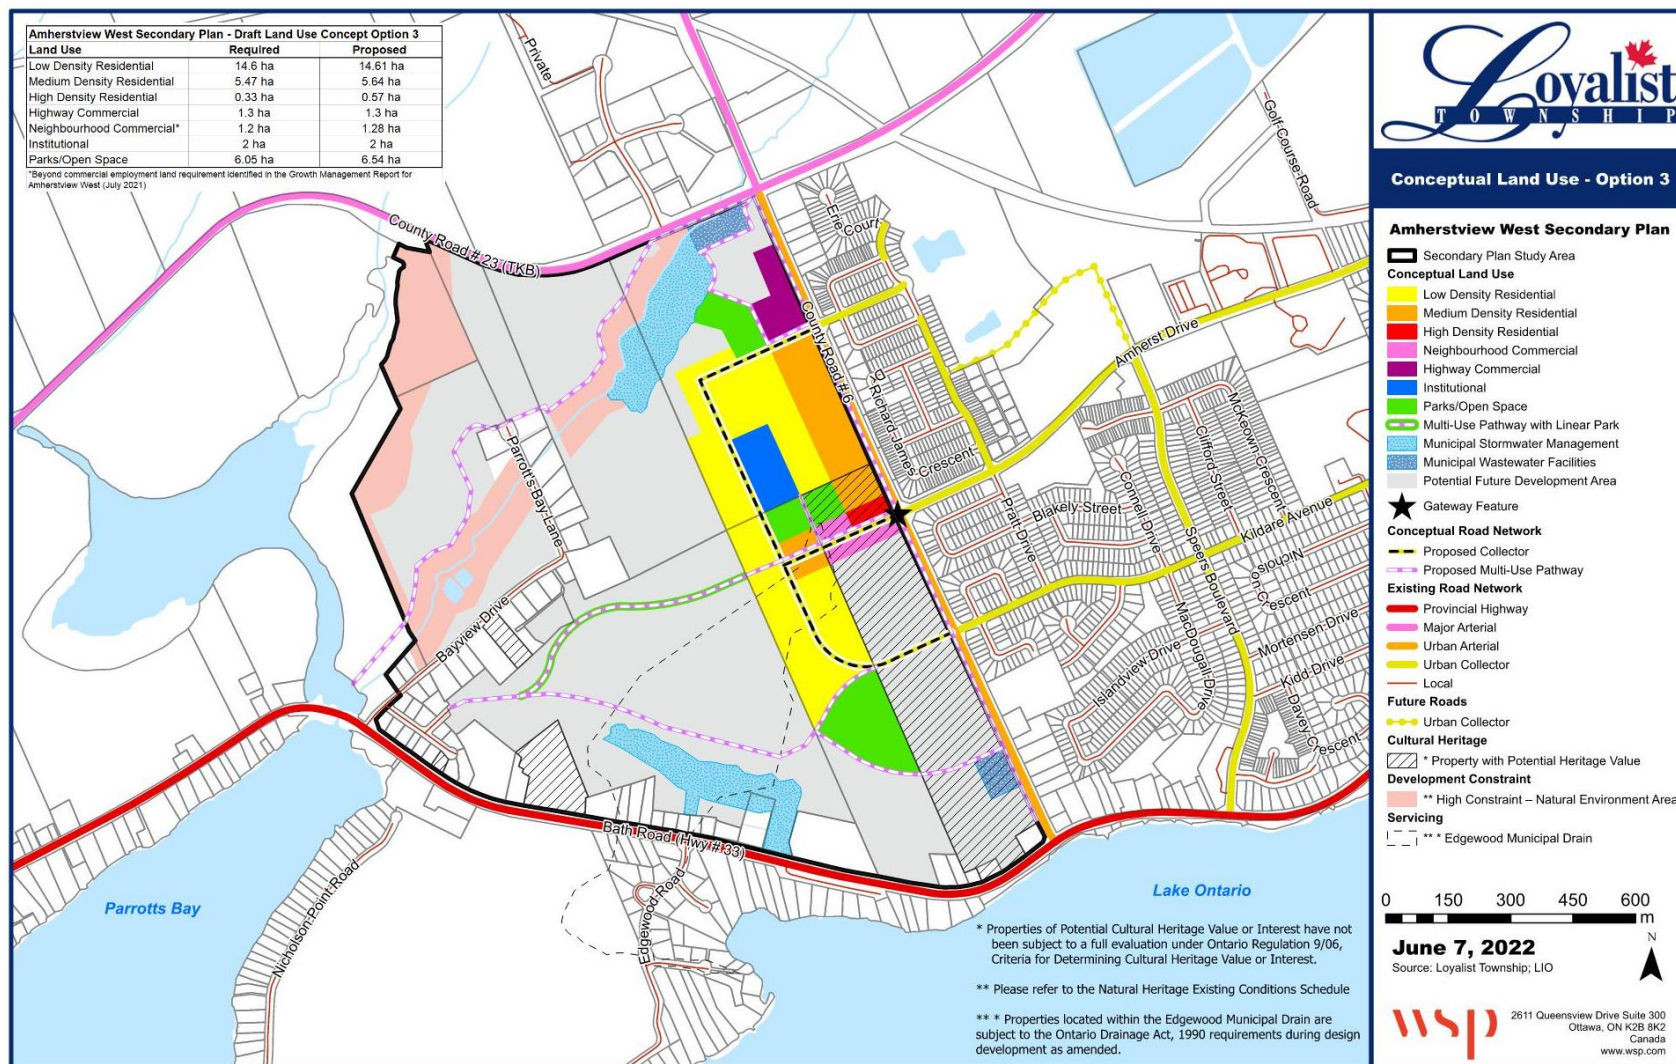 Amherstview West Secondary Plan - Draft Land Use Concept Option 3
Land Use Required Proposed
Low Density Residential 14.6 ha 14.61 ha
Medium Density Residential 5.47 ha 5.64 ha
High Density Residential 0.33 ha 0.57 ha
Highway Commercial 1.3 ha 1.3 ha
Neighbourhood Commercial* 1.2 ha 1.28 ha
Institutional 2 ha 2 ha
Parks/Open Space 6.05 ha 6.54 ha
*Beyond commercial employment land requirement identified in the Growth Management Report for
Amherstview West (July 2021)
Private
Golf-Course-Road
Erie Court
County Road # 23 (TKB)
County Road # 6
Amherst Drive
Richard-James-Crescent
McKeown-Crescent
Clifford-Street
Parrotts-Bay-Lane
Connell-Drive
Pratt-Drive
Blakely-Street
Kildare Avenue
Speers Boulevard
Nicholson-Crescent
Bayview-Drive
MacDougall-Drive
Mortensen-Drive
Islandview-Drive
Kidd-Drive
Davey-Crescent
Bath Road (Hwy # 33)
Nicholson-Point-Road
Edgewood-Road
Parrotts Bay
Lake Ontario
* Properties of Potential Cultural Heritage Value or Interest have not
been subject to a full evaluation under Ontario Regulation 9/06,
Criteria for Determining Cultural Heritage Value or Interest.
** Please refer to the Natural Heritage Existing Conditions Schedule
** * Properties located within the Edgewood Municipal Drain are
subject to the Ontario Drainage Act, 1990 requirements during design
development as amended.
Loyalist
TOWNSHIP
Conceptual Land Use - Option 3
Amherstview West Secondary Plan
Secondary Plan Study Area
Conceptual Land Use
Low Density Residential
Medium Density Residential
High Density Residential
Neighbourhood Commercial
Highway Commercial
Institutional
Parks/Open Space
Multi-Use Pathway with Linear Park
Municipal Stormwater Management
Municipal Wastewater Facilities
Potential Future Development Area
Gateway Feature
Conceptual Road Network
Proposed Collector
Proposed Multi-Use Pathway
Existing Road Network
Provincial Highway
Major Arterial
Urban Arterial
Urban Collector
Local
Future Roads
Urban Collector
Cultural Heritage
* Property with Potential Heritage Value
Development Constraint
** High Constraint – Natural Environment Area
Servicing
** * Edgewood Municipal Drain
0 150 300 450 600
m
June 7, 2022
Source: Loyalist Township; LIO
N
wsp
2611 Queensview Drive Suite 300
Ottawa, ON K2B 8K2
Canada
www.wsp.com